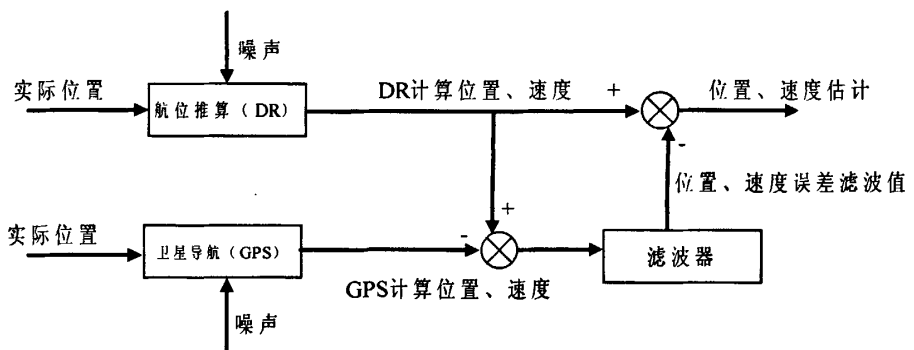 噪声
实际位置
航位推算（DR）
DR计算位置、速度
+
位置、速度估计
-
位置、速度误差滤波值
+
实际位置
卫星导航（GPS）
-
滤波器
GPS计算位置、速度
噪声